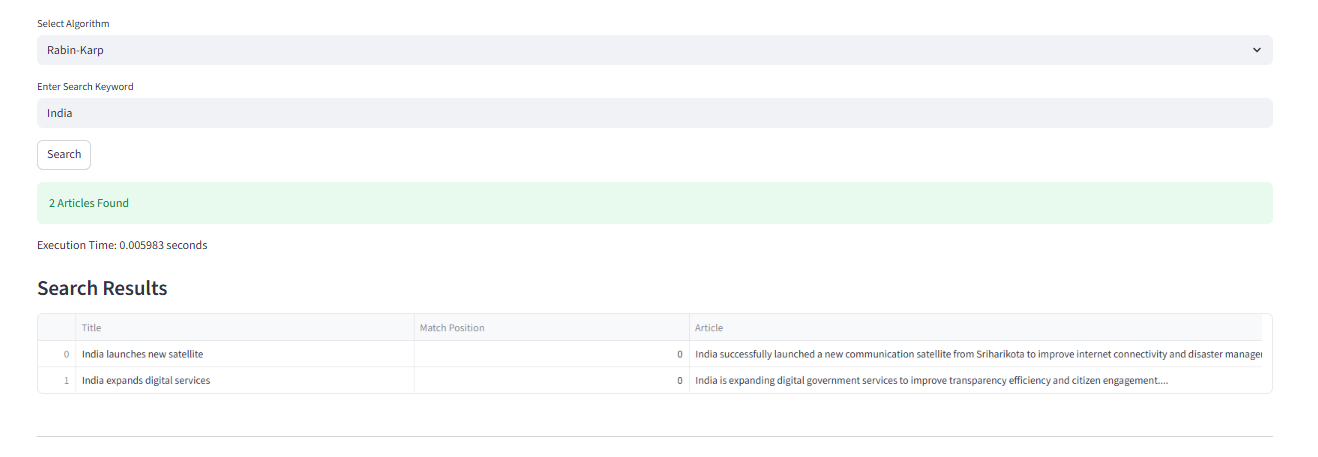 Select Algorithm
Rabin-Karp
Enter Search Keyword
India
Search
2 Articles Found
Execution Time: 0.005983 seconds
Search Results
Title Match Position Article
0 India launches new satellite 0 India successfully launched a new communication satellite from Sriharikota to improve internet connectivity and disaster manager
1 India expands digital services 0 India is expanding digital government services to improve transparency efficiency and citizen engagement....